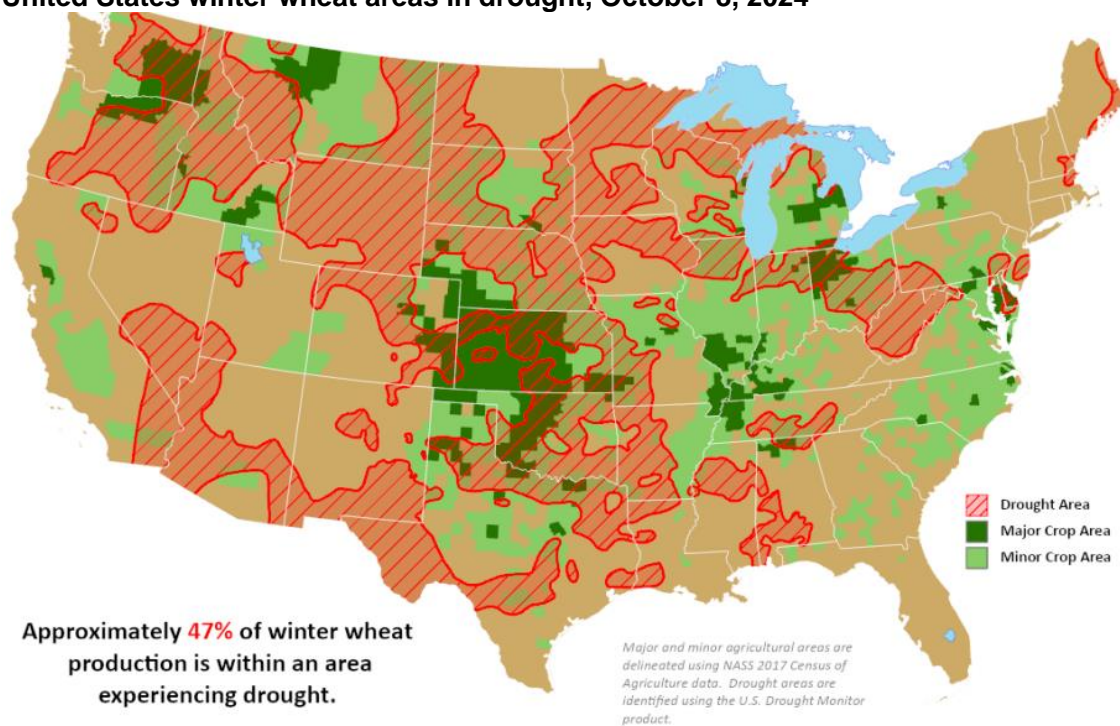 United States winter wheat areas in drought, October 8, 2024
Drought Area
Major Crop Area
Minor Crop Area
Approximately 47% of winter wheat
production is within an area
experiencing drought.
Major and minor agricultural areas are
delineated using NASS 2017 Census of
Agriculture data. Drought areas are
identified using the U.S. Drought Monitor
product.